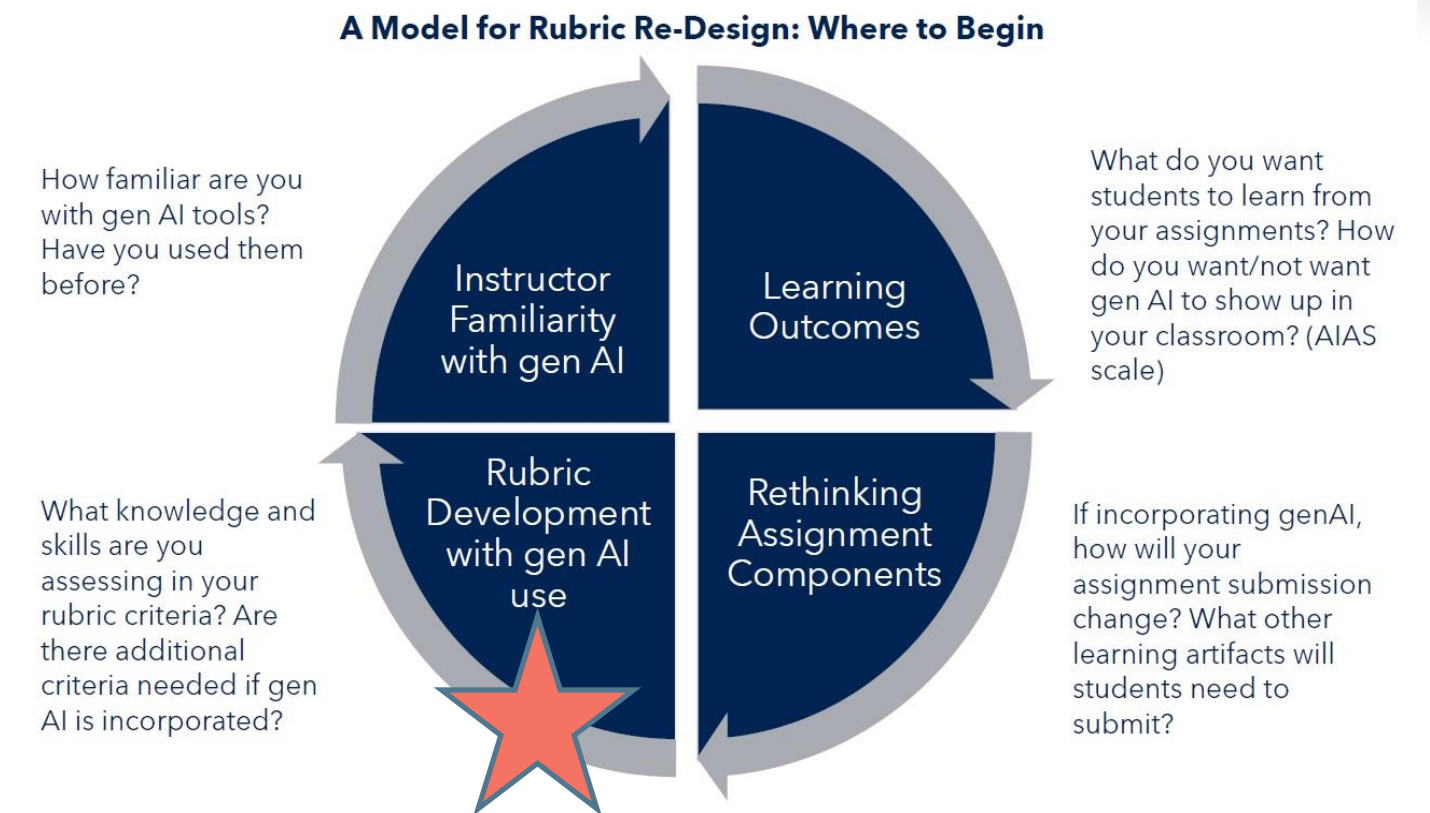 A Model for Rubric Re-Design: Where to Begin
How familiar are you
with gen AI tools?
Have you used them
before?
Instructor
Familiarity
with gen AI
Learning
Outcomes
What do you want
students to learn from
your assignments? How
do you want/not want
gen AI to show up in
your classroom? (AIAS
scale)
What knowledge and
skills are you
assessing in your
rubric criteria? Are
there additional
criteria needed if gen
AI is incorporated?
Rubric
Development
with gen AI
use
Rethinking
Assignment
Components
If incorporating genAI,
how will your
assignment submission
change? What other
learning artifacts will
students need to
submit?